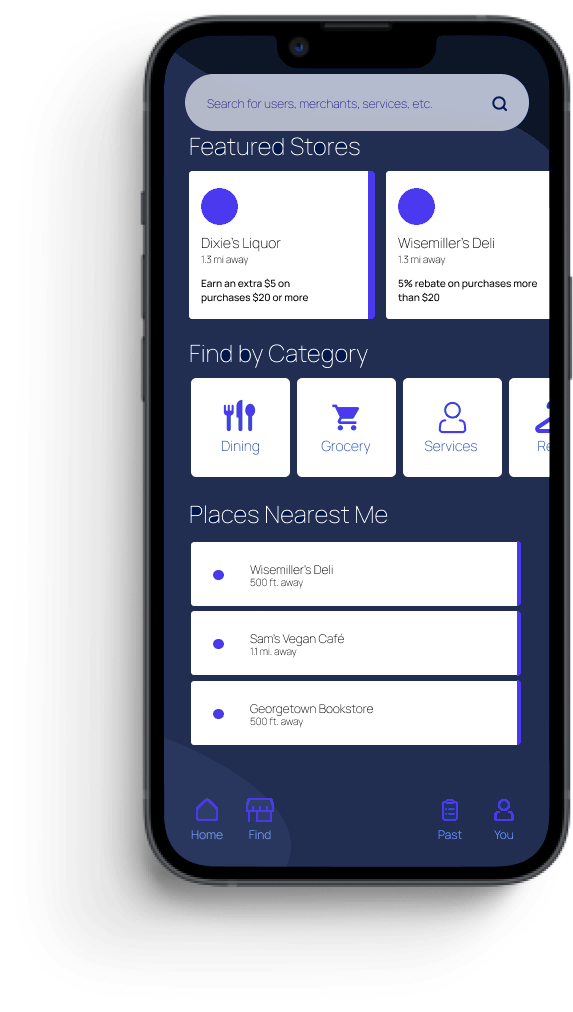 Search for users, merchants, services, etc.
Featured Stores
Dixie's Liquor
1.3 mi away
Earn an extra $5 on
purchases $20 or more
Wisemiller's Deli
1.3 mi away
5% rebate on purchases more
than $20
Find by Category
Dining
Grocery
Services
Re
Places Nearest Me
Wisemiller's Deli
500 ft. away
Sam's Vegan Café
1.1 mi. away
Georgetown Bookstore
500 ft. away
Home
Find
Past
You